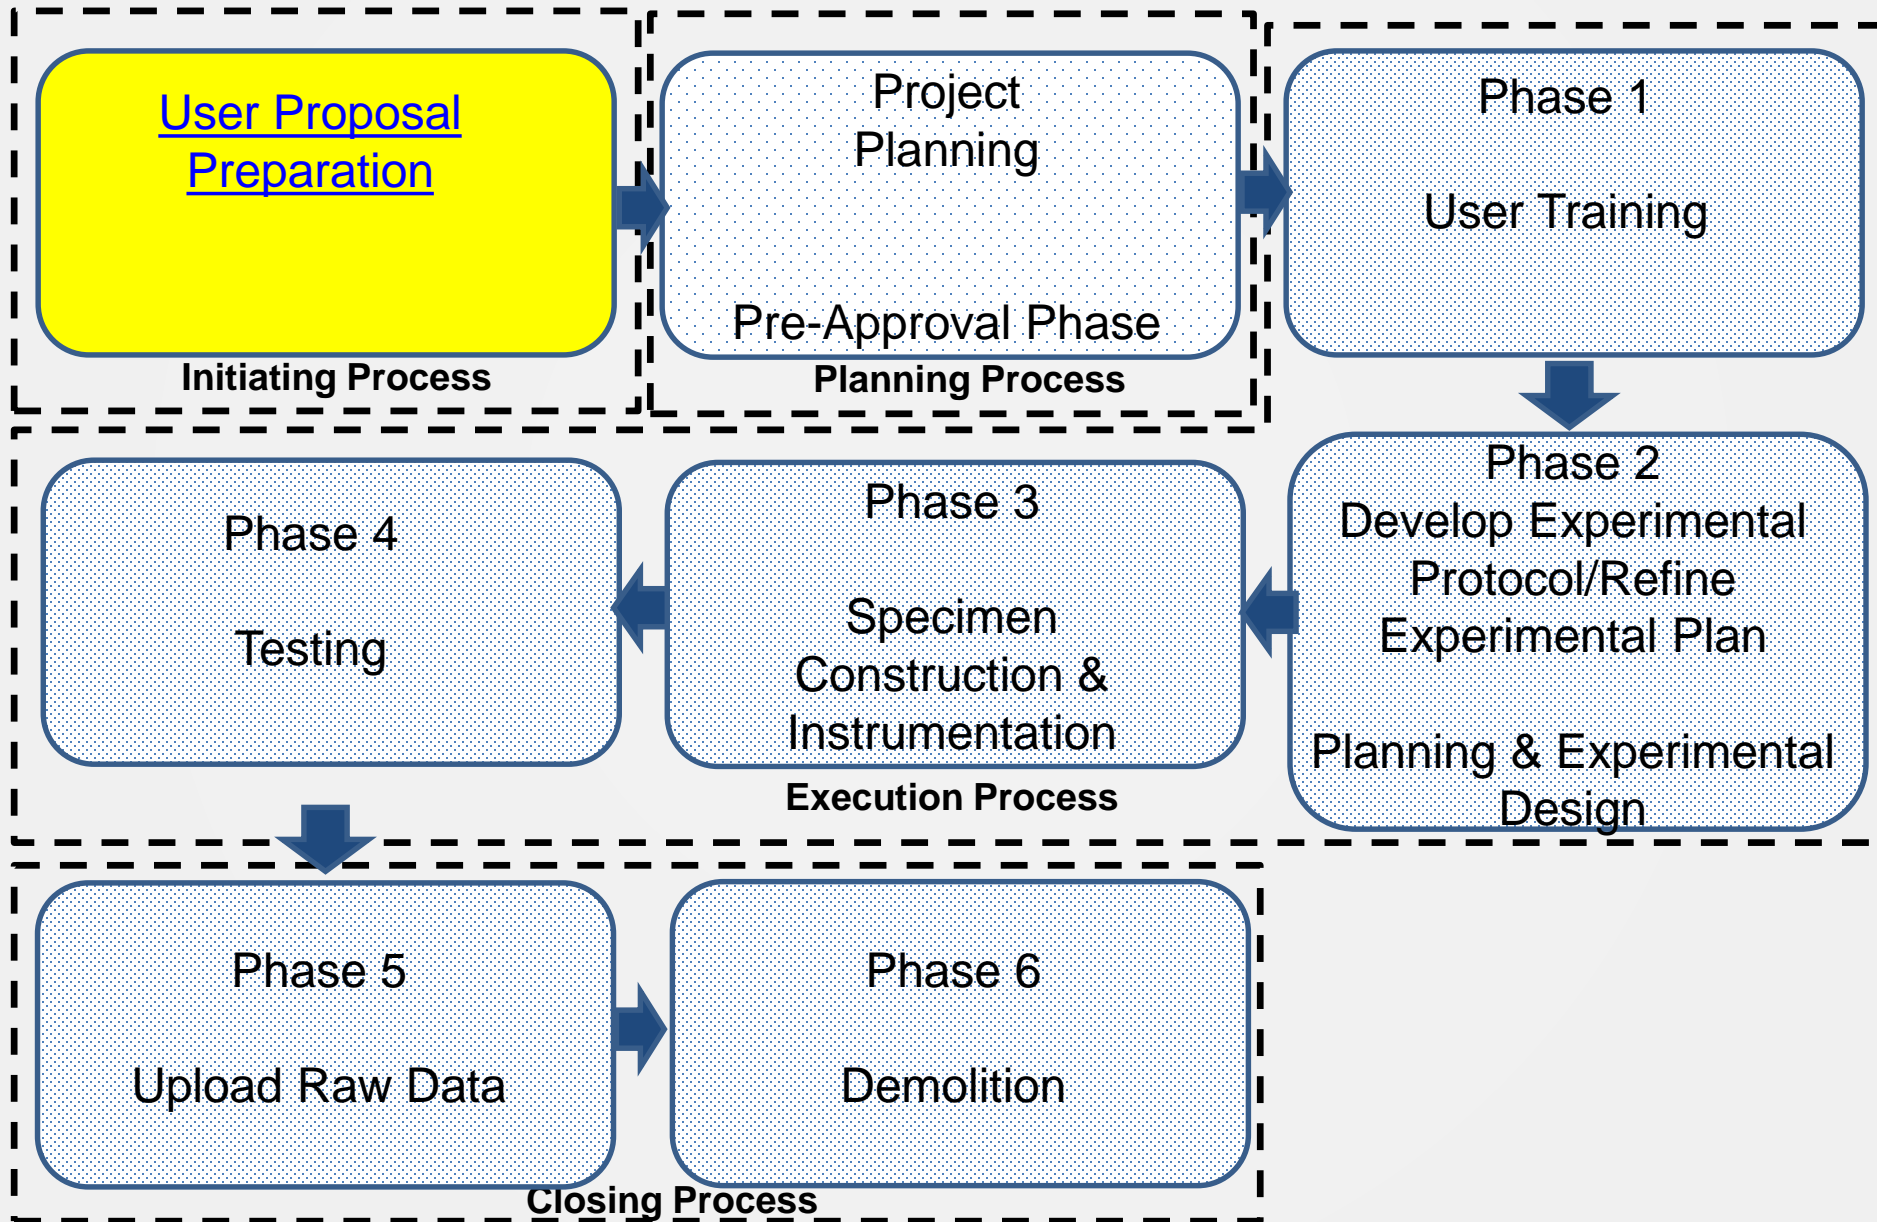 User Proposal
Preparation
Initiating Process
Project
Planning
Pre-Approval Phase
Planning Process
Phase 1
User Training
Phase 2
Develop Experimental
Protocol/Refine
Experimental Plan
Planning & Experimental
Design
Phase 3
Specimen
Construction &
Instrumentation
Execution Process
Phase 4
Testing
Phase 5
Upload Raw Data
Phase 6
Demolition
Closing Process